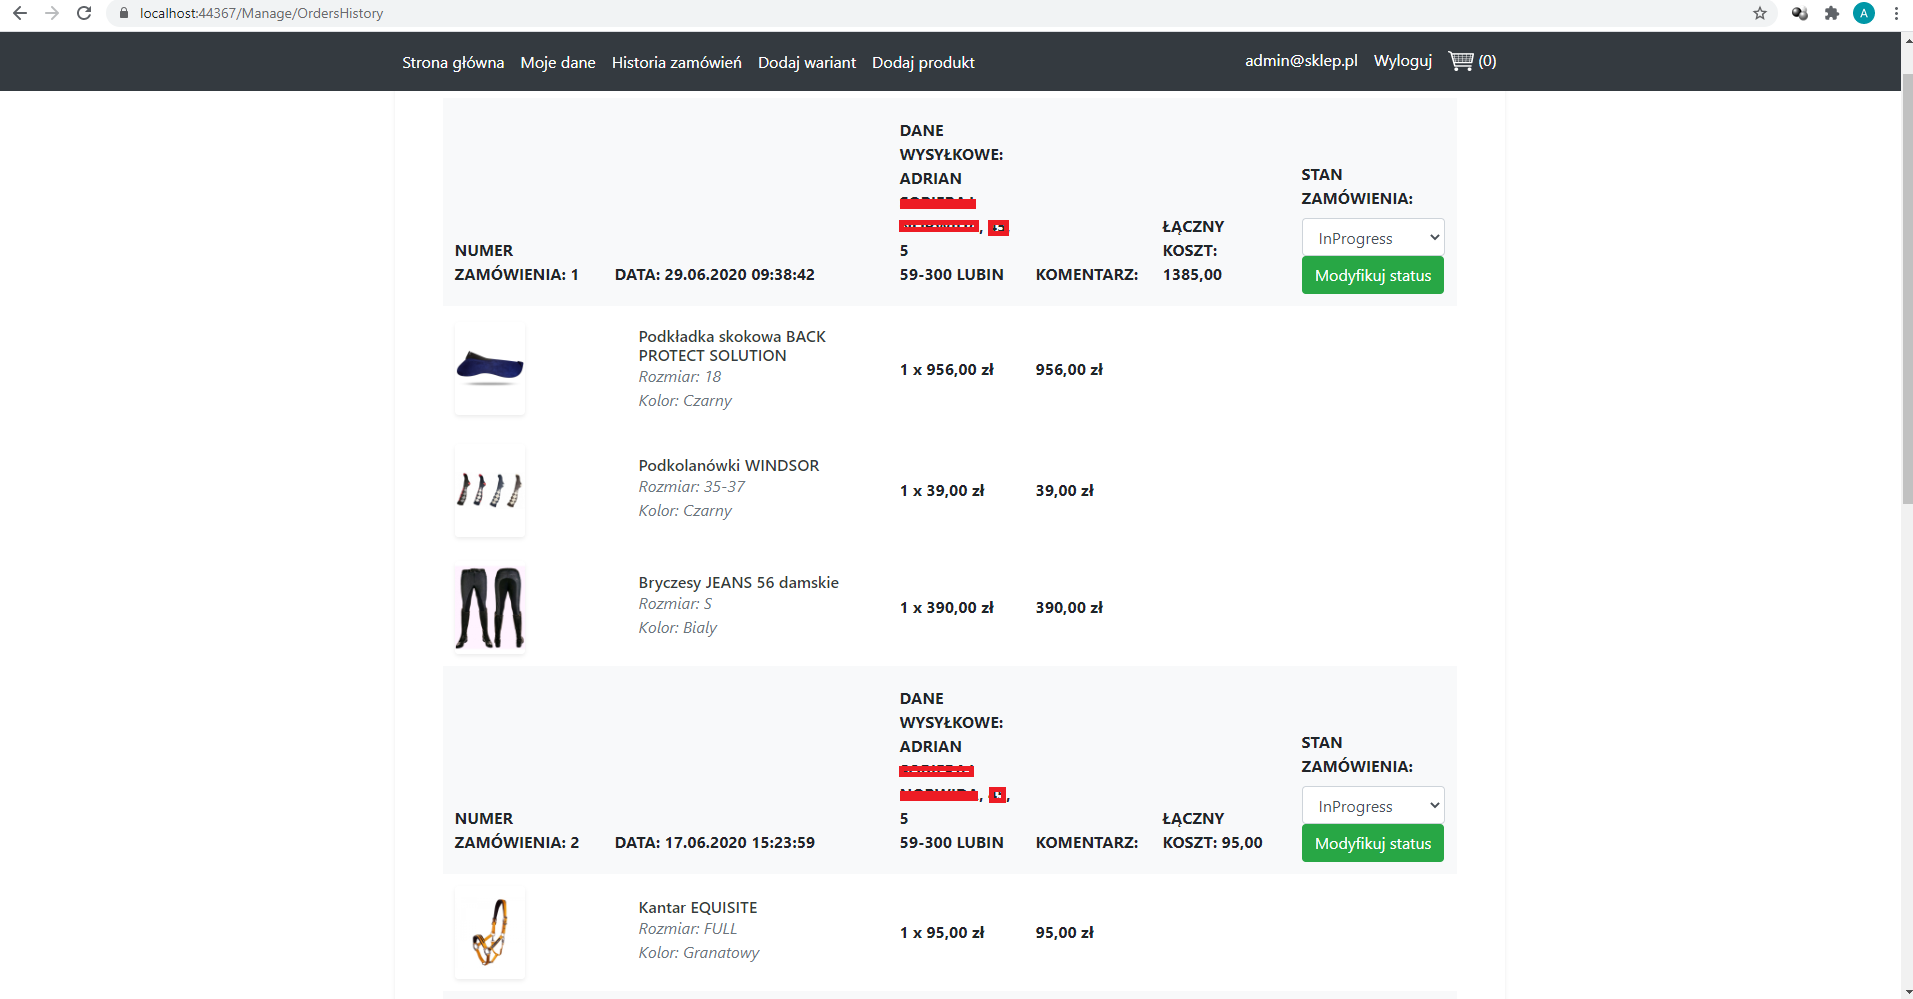 localhost:44367/Manage/OrdersHistory
A
Strona główna Moje dane Historia zamówień Dodaj wariant Dodaj produkt admin@sklep.pl Wyloguj (0)
NUMER
ZAMÓWIENIA: 1
DATA: 29.06.2020 09:38:42
DANE
WYSYŁKOWE:
ADRIAN
,
5
59-300 LUBIN
KOMENTARZ:
ŁĄCZNY
KOSZT:
1385,00
STAN
ZAMÓWIENIA:
InProgress
Modyfikuj status
Podkładka skokowa BACK
PROTECT SOLUTION
Rozmiar: 18
Kolor: Czarny
1 x 956,00 zł
956,00 zł
Podkolanówki WINDSOR
Rozmiar: 35-37
Kolor: Czarny
1 x 39,00 zł
39,00 zł
Bryczesy JEANS 56 damskie
Rozmiar: S
Kolor: Bialy
1 x 390,00 zł
390,00 zł
NUMER
ZAMÓWIENIA: 2
DATA: 17.06.2020 15:23:59
DANE
WYSYŁKOWE:
ADRIAN
, ,
5
59-300 LUBIN
KOMENTARZ:
ŁĄCZNY
KOSZT: 95,00
STAN
ZAMÓWIENIA:
InProgress
Modyfikuj status
Kantar EQUISITE
Rozmiar: FULL
Kolor: Granatowy
1 x 95,00 zł
95,00 zł